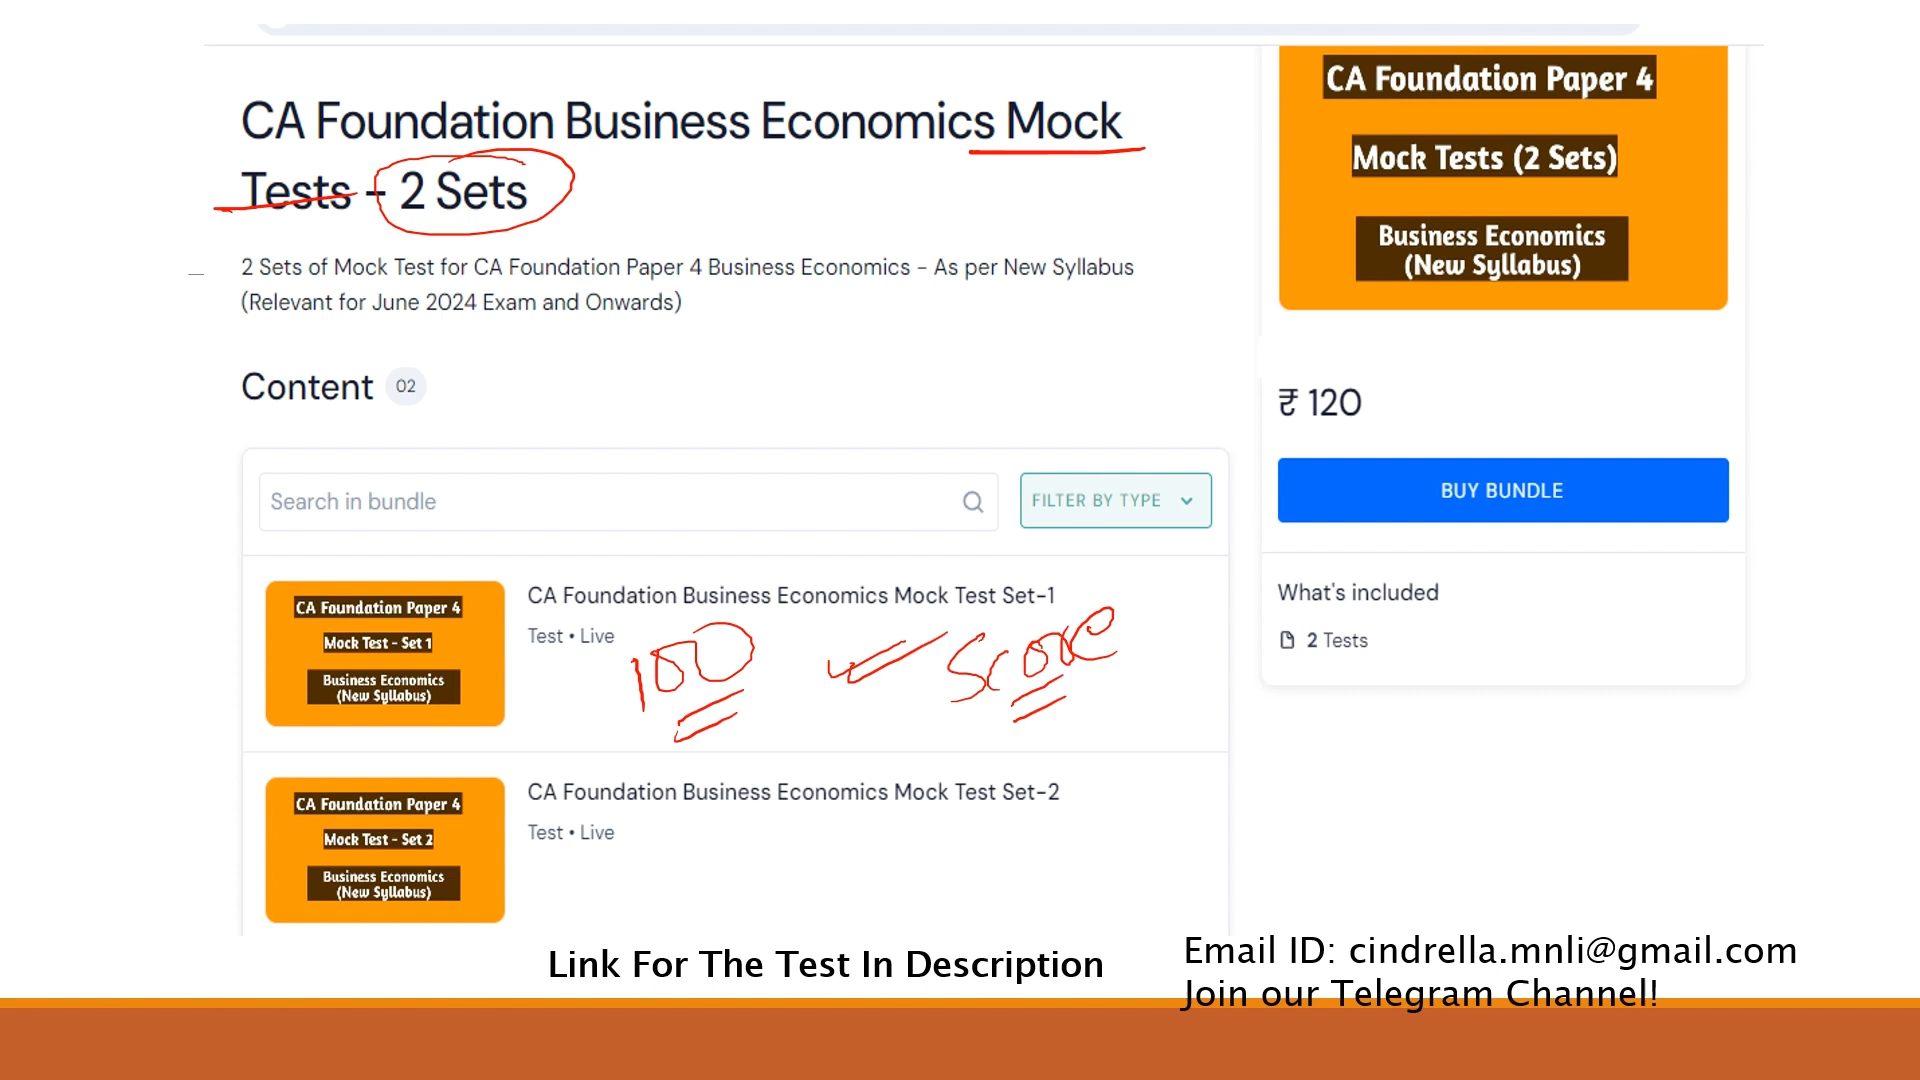 CA Foundation Business Economics Mock
Tests - 2 Sets
2 Sets of Mock Test for CA Foundation Paper 4 Business Economics - As per New Syllabus
(Relevant for June 2024 Exam and Onwards)
Content 02
Search in bundle
FILTER BY TYPE
CA Foundation Paper 4
Mock Test - Set 1
Business Economics
(New Syllabus)
CA Foundation Business Economics Mock Test Set-1
Test • Live
100
Score
CA Foundation Paper 4
Mock Test - Set 2
Business Economics
(New Syllabus)
CA Foundation Business Economics Mock Test Set-2
Test • Live
CA Foundation Paper 4
Mock Tests (2 Sets)
Business Economics
(New Syllabus)
₹ 120
BUY BUNDLE
What's included
2 Tests
Link For The Test In Description
Email ID: cindrella.mnli@gmail.com
Join our Telegram Channel!